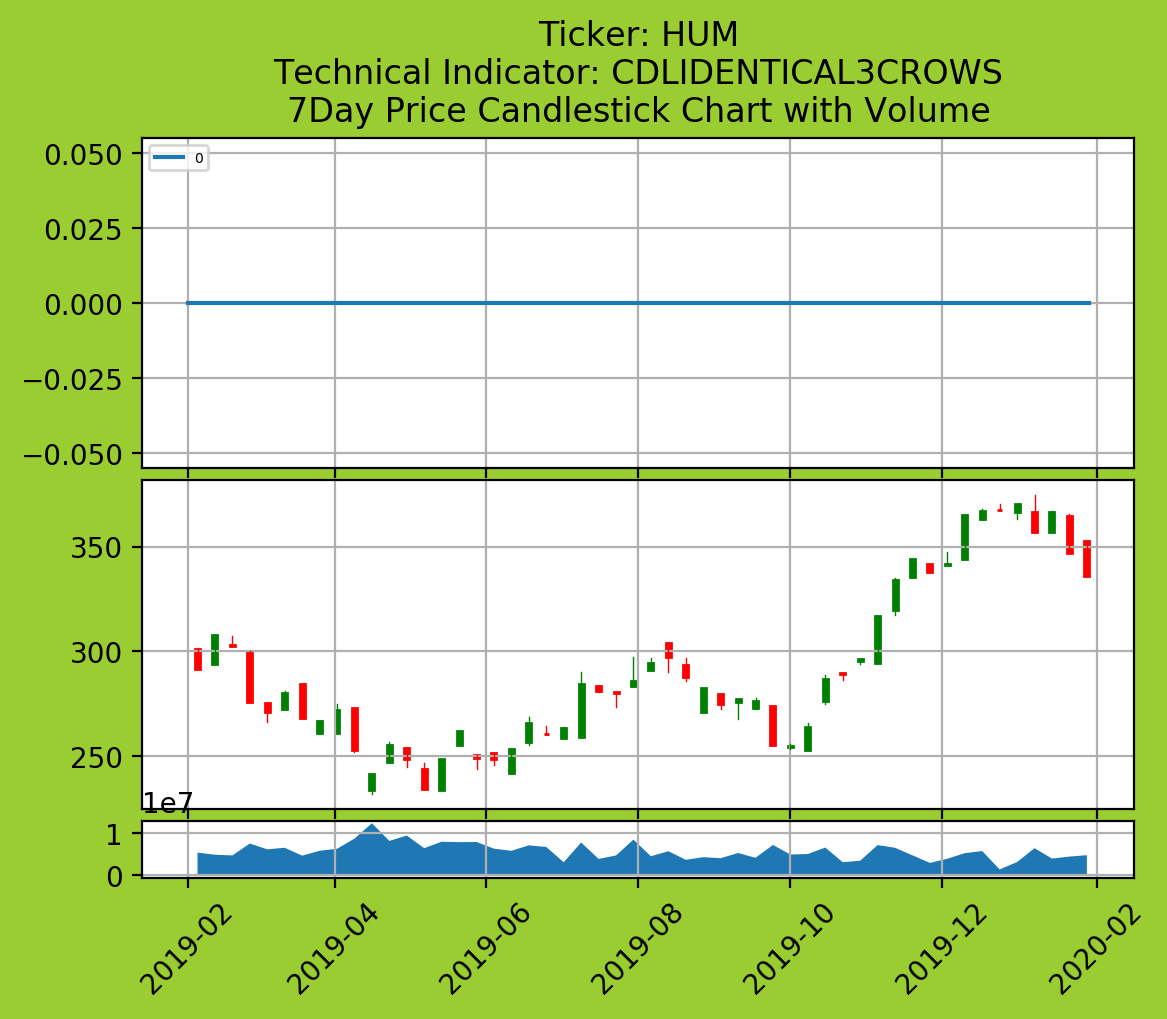 Ticker: HUM
Technical Indicator: CDLIDENTICAL3CROWS
7Day Price Candlestick Chart with Volume
0.050
0
0.025
0.000
−0.025
−0.050
350
300
250
1e7
1
0
2019-02 2019-04 2019-06 2019-08 2019-10 2019-12 2020-02